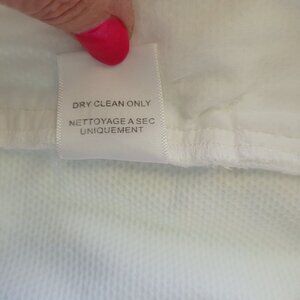 DRY CLEAN ONLY
NETTOYAGE A SEC
UNIQUEMENT